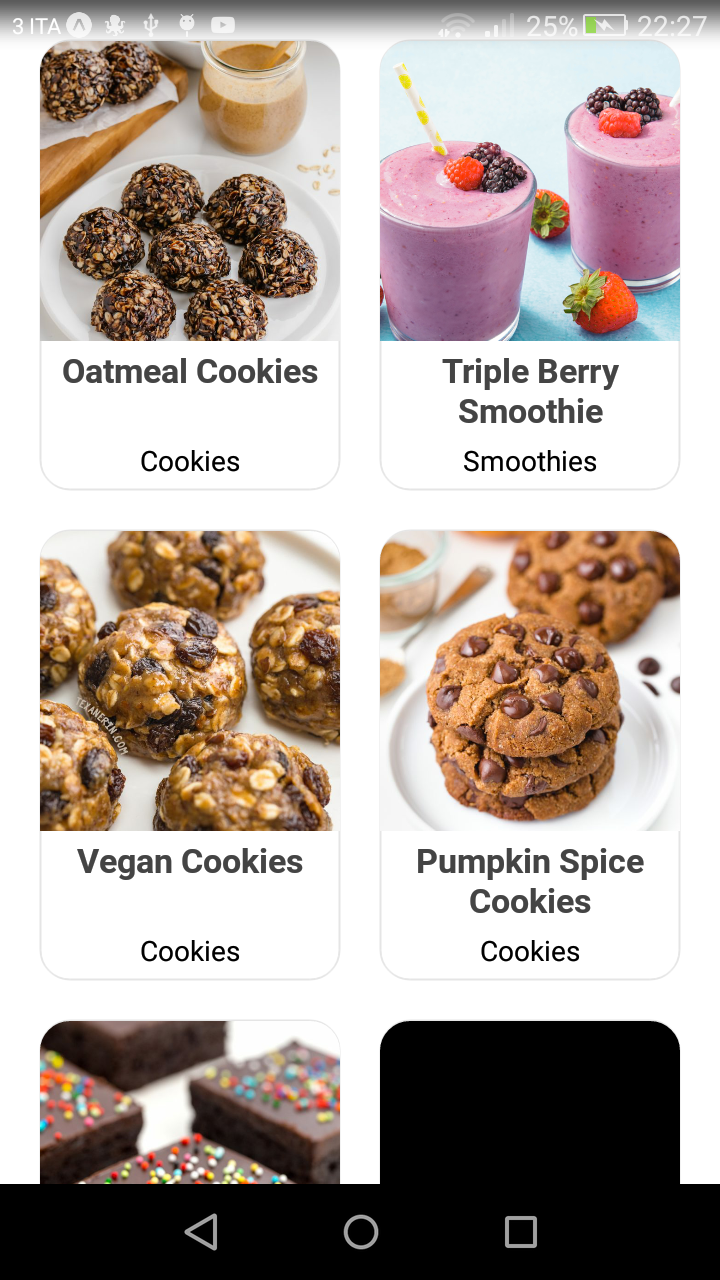 3 ITA 25% 22:27
Oatmeal Cookies
Cookies
Triple Berry
Smoothie
Smoothies
TEXANERIN.COM
Vegan Cookies
Cookies
Pumpkin Spice
Cookies
Cookies